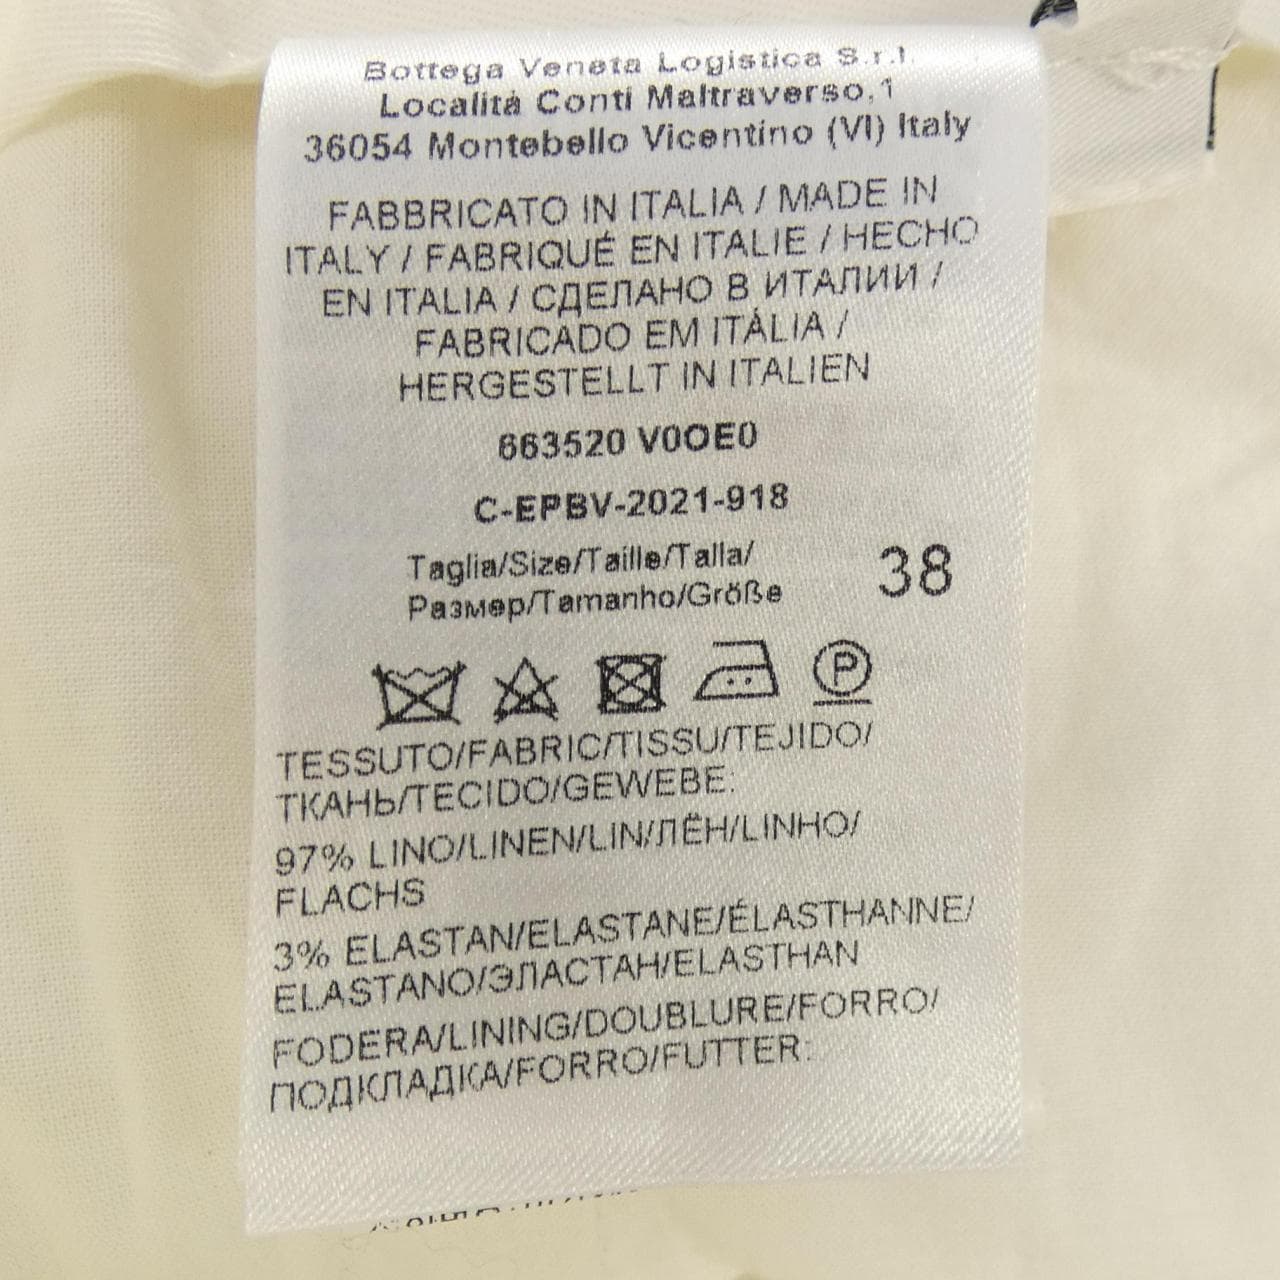 Bottega Veneta Logistica S.r.l.
Località Conti Maltraverso,1
36054 Montebello Vicentino (VI) Italy
FABBRICATO IN ITALIA / MADE IN
ITALY / FABRIQUÉ EN ITALIE / HECHO
EN ITALIA / СДЕЛАНО В ИТАЛИИ /
FABRICADO EM ITÁLIA /
HERGESTELLT IN ITALIEN
663520 V0OE0
C-EPBV-2021-918
Taglia/Size/Taille/Talla/
Размер/Tamanho/Größe
38
P
TESSUTO/FABRIC/TISSU/TEJIDO/
ТКАНЬ/TECIDO/GEWEBE:
97% LINO/LINEN/LIN/ЛЁН/LINHO/
FLACHS
3% ELASTAN/ELASTANE/ÉLASTHANNE/
ELASTANO/ЭЛАСТАН/ELASTHAN
FODERA/LINING/DOUBLURE/FORRO/
ПОДКЛАДКА/FORRO/FUTTER: